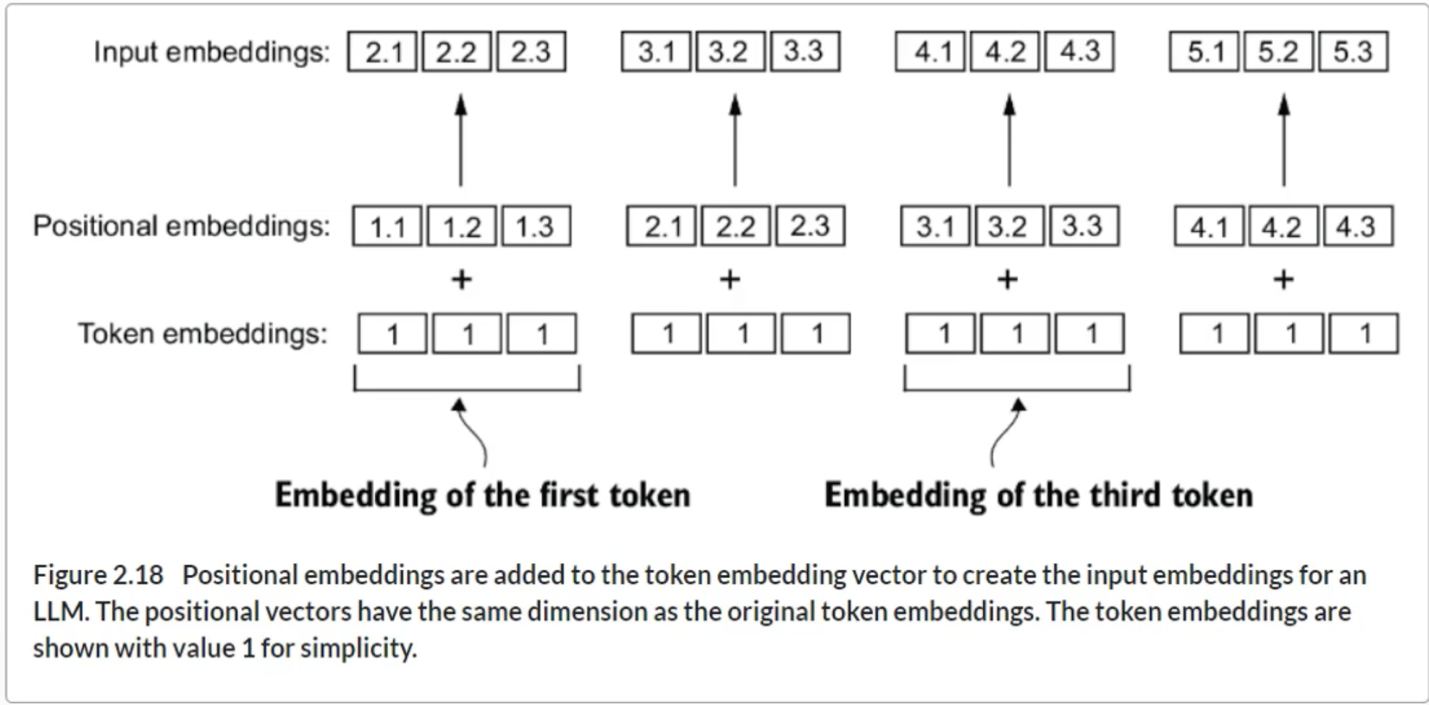 Input embeddings: 2.1 2.2 2.3 3.1 3.2 3.3 4.1 4.2 4.3 5.1 5.2 5.3
Positional embeddings: 1.1 1.2 1.3 2.1 2.2 2.3 3.1 3.2 3.3 4.1 4.2 4.3
+ + + +
Token embeddings: 1 1 1 1 1 1 1 1 1 1 1 1
Embedding of the first token Embedding of the third token
Figure 2.18 Positional embeddings are added to the token embedding vector to create the input embeddings for an
LLM. The positional vectors have the same dimension as the original token embeddings. The token embeddings are
shown with value 1 for simplicity.